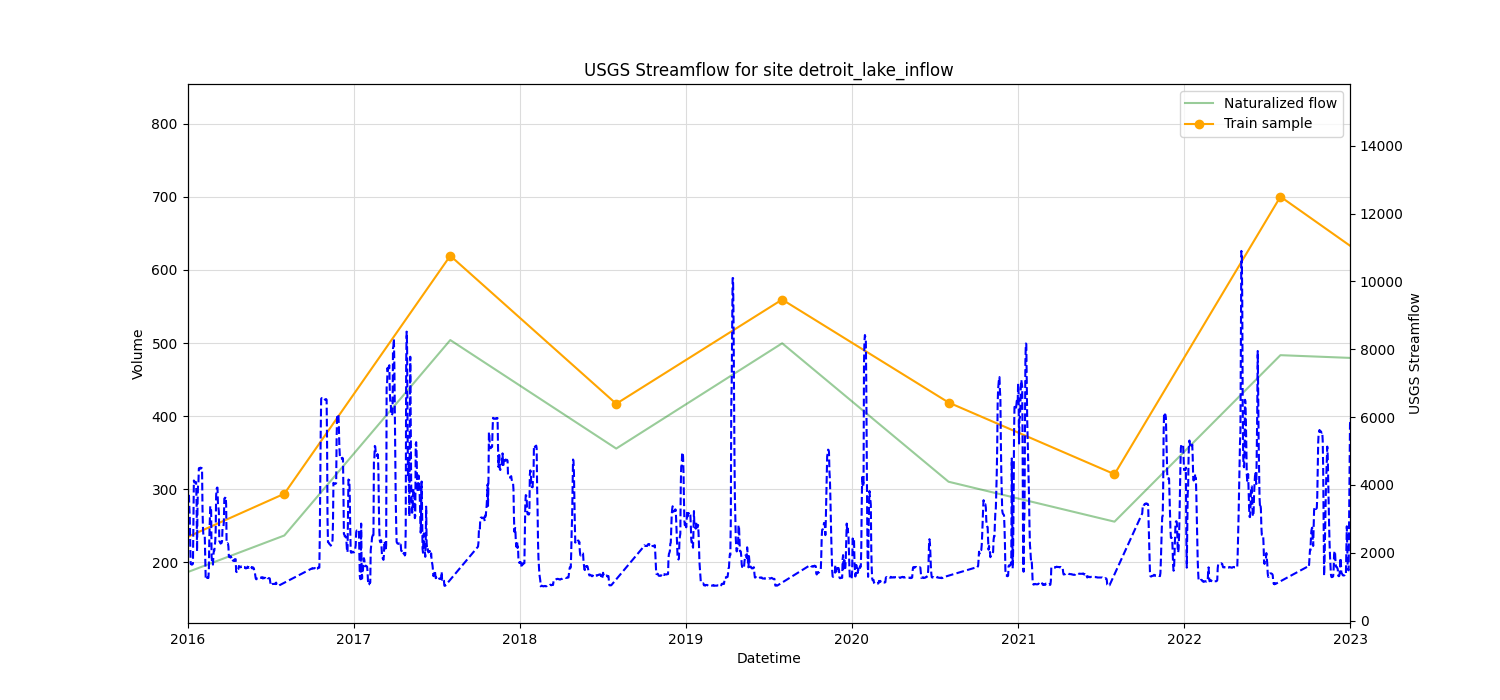 USGS Streamflow for site detroit_lake_inflow
Naturalized flow
Train sample
Volume
800
700
600
500
400
300
200
14000
12000
10000
8000
6000
4000
2000
0
USGS Streamflow
2016 2017 2018 2019 2020 2021 2022 2023
Datetime